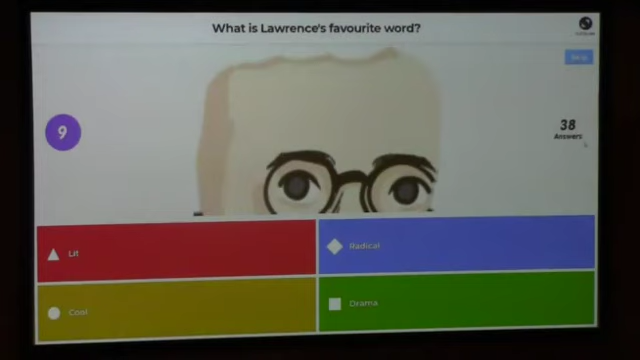 What is Lawrence's favourite word?
9
38
Answers
Lit
Radical
Cool
Drama